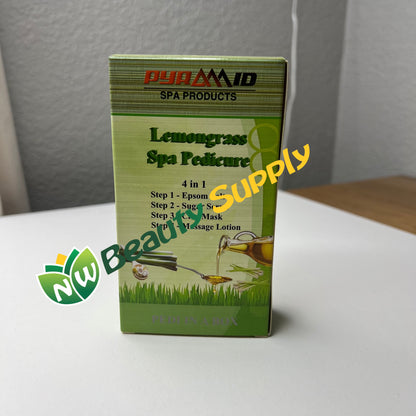 PYRAMID
SPA PRODUCTS
Lemongrass
Spa Pedicure
4 in 1
Step 1 - Epsom
Step 2 - Sugar
Step 3 Mask
Massage Lotion
NW Beauty Supply